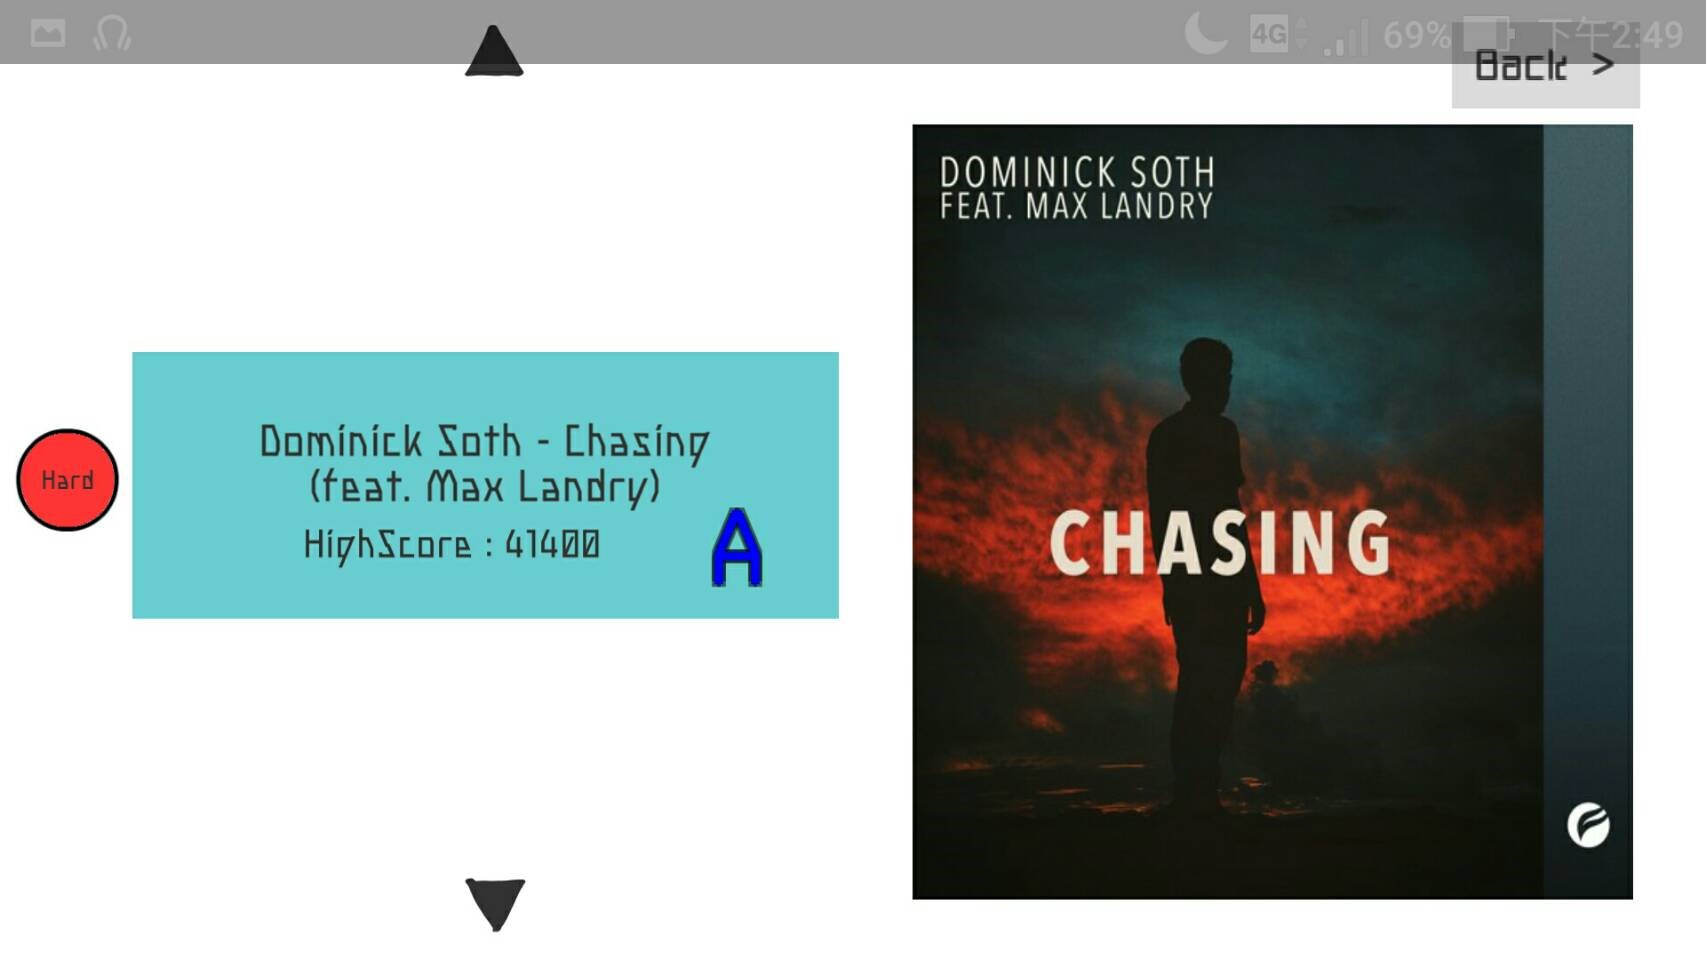 4G 69% 下午2:49
Back >
DOMINICK SOTH
FEAT. MAX LANDRY
CHASING
Hard
Dominick Soth - Chasing
(feat. Max Landry)
HighScore : 41400
A